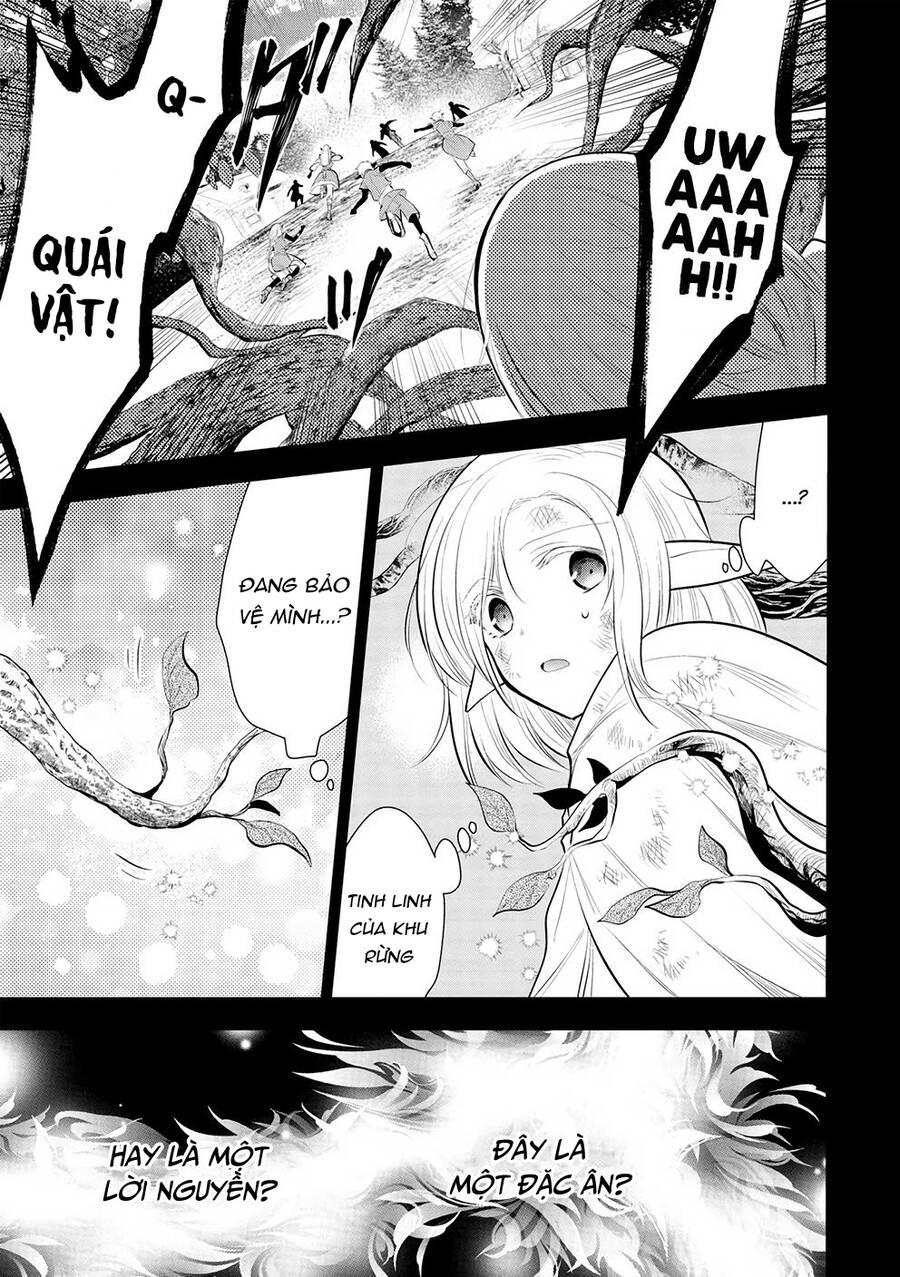 UW
AAA
AAAH
H!!
Q-
QUÁI
VẬT!
...?
TINH LINH
CỦA KHU
RỪNG
ĐANG BẢO
VỆ MÌNH...?
ĐÂY LÀ
MỘT ĐẶC ÂN?
HAY LÀ MỘT
LỜI NGUYỀN?